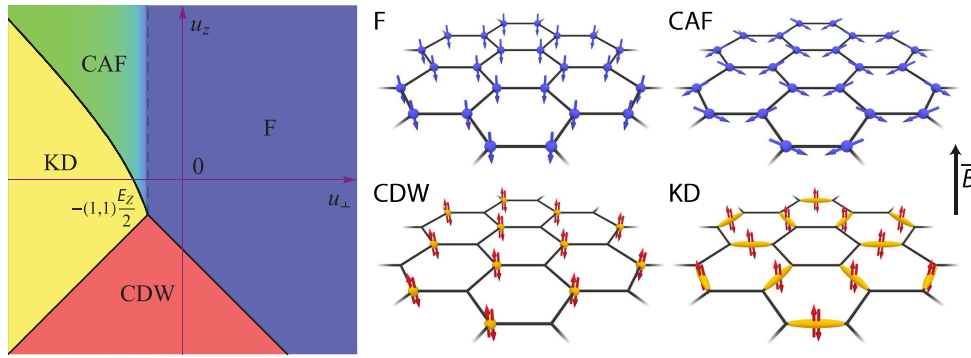 u_z
CAF
F
KD
0
u_⊥
−(1,1) E_Z/2
CDW
F
CAF
CDW
KD
B̅